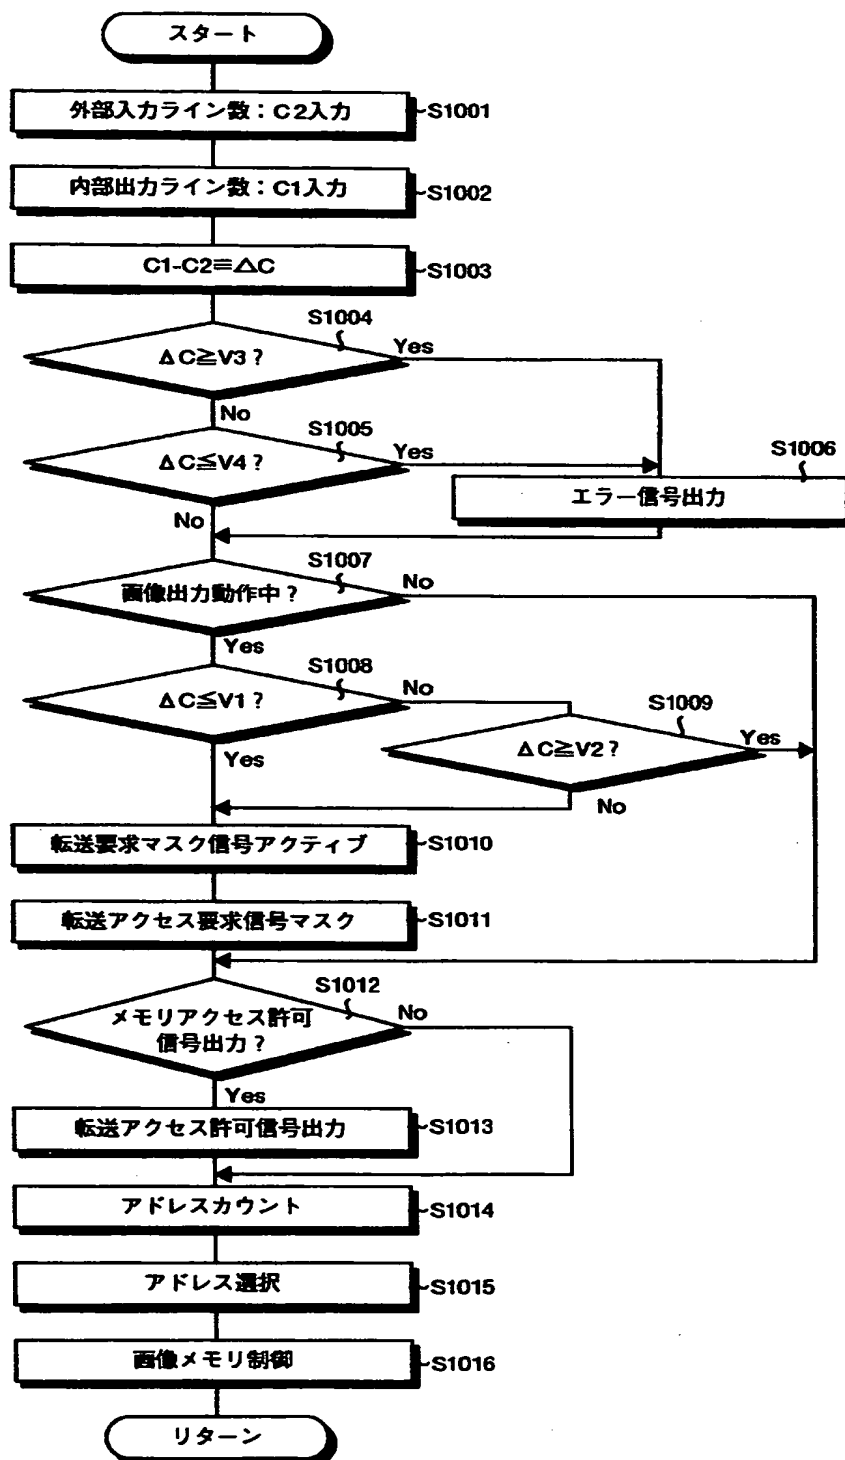 スタート
外部入力ライン数：C2入力
S1001
内部出力ライン数：C1入力
S1002
C1-C2≡△C
S1003
S1004
ΔC≧V3？
Yes
No
S1005
ΔC≦V4？
Yes
S1006
エラー信号出力
No
S1007
画像出力動作中？
No
Yes
S1008
ΔC≦V1？
No
S1009
ΔC≧V2？
Yes
Yes
No
転送要求マスク信号アクティブ
S1010
転送アクセス要求信号マスク
S1011
S1012
メモリアクセス許可
信号出力？
No
Yes
転送アクセス許可信号出力
S1013
アドレスカウント
S1014
アドレス選択
S1015
画像メモリ制御
S1016
リターン